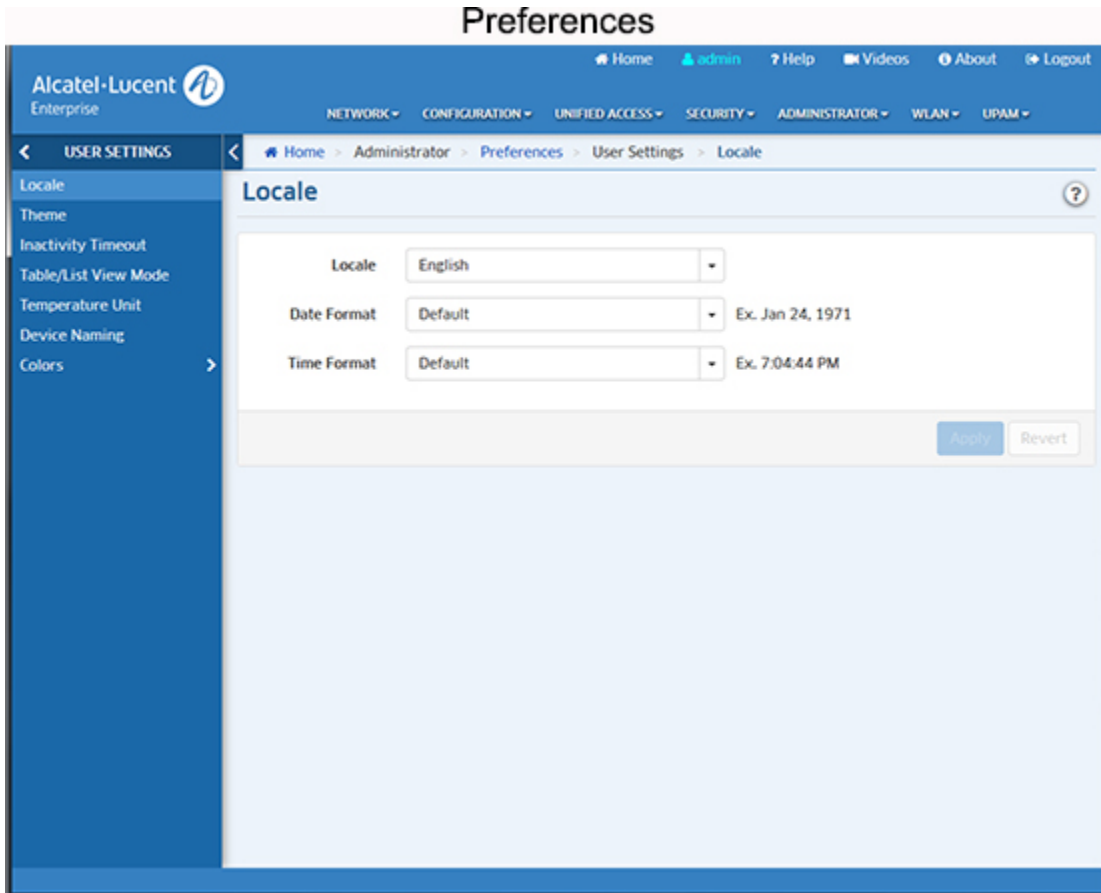 Preferences
Home admin ? Help Videos About Logout
Alcatel·Lucent
Enterprise
NETWORK CONFIGURATION UNIFIED ACCESS SECURITY ADMINISTRATOR WLAN UPAM
USER SETTINGS
Home > Administrator > Preferences > User Settings > Locale
Locale
Theme
Inactivity Timeout
Table/List View Mode
Temperature Unit
Device Naming
Colors
Locale
?
Locale English
Date Format Default Ex. Jan 24, 1971
Time Format Default Ex. 7:04:44 PM
Apply Revert